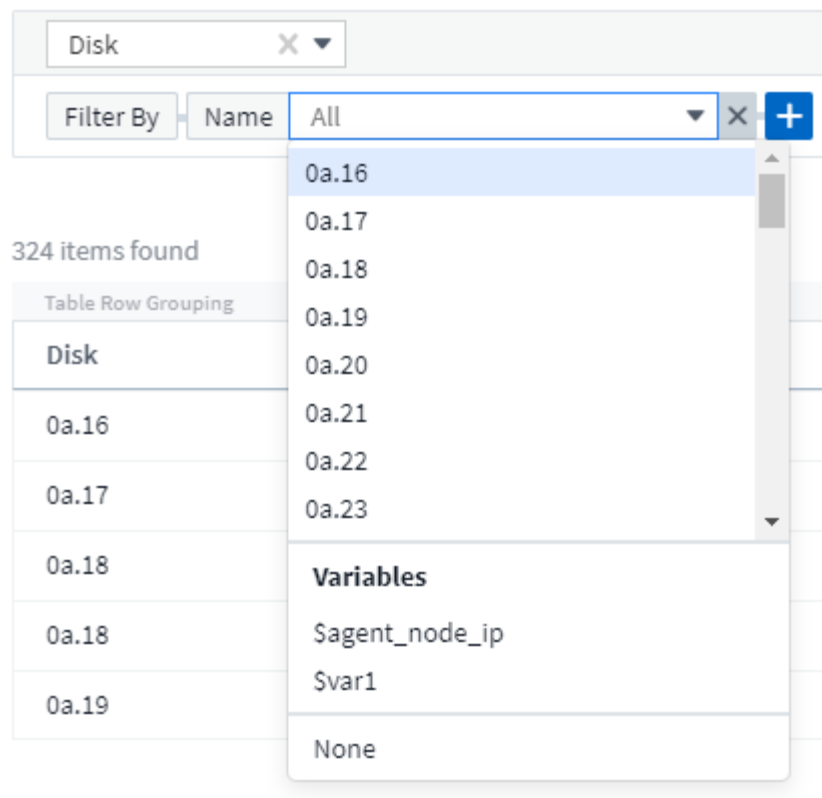 Disk
Filter By Name All
0a.16
0a.17
0a.18
0a.19
0a.20
0a.21
0a.22
0a.23
Variables
$agent_node_ip
$var1
None
324 items found
Table Row Grouping
Disk
0a.16
0a.17
0a.18
0a.18
0a.19